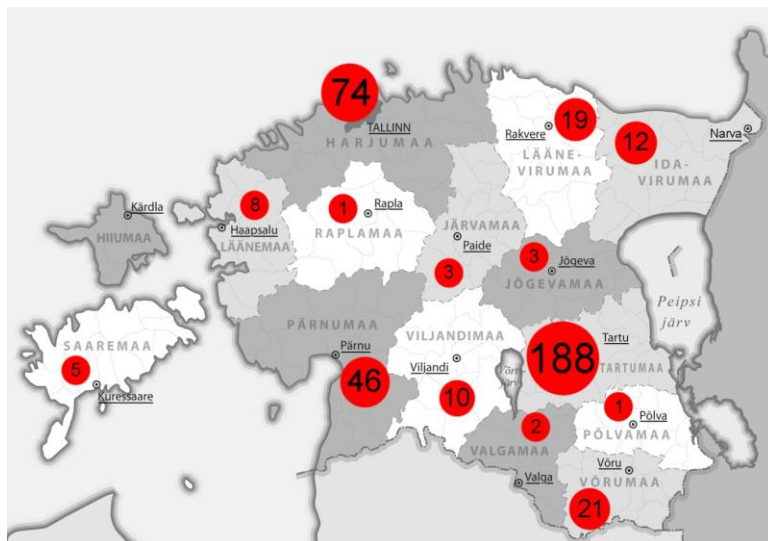 74
TALLINN
HARJUMAA
19
Rakvere
LÄÄNE-
VIRUMAA
12
Narva
IDA-
VIRUMAA
Kärdla
HIIUMAA
8
Haapsalu
LÄÄNEMAA
1
Rapla
RAPLAMAA
JÄRVAMAA
Paide
3
3
Jõgeva
JÕGEVAMAA
Peipsi
järv
SAAREMAA
5
Kuressaare
PÄRNUMAA
Pärnu
46
VILJANDIMAA
Viljandi
10
Võrts-
järv
188
Tartu
TARTUMAA
2
VALGAMAA
Valga
1
Põlva
PÕLVAMAA
Võru
VÕRUMAA
21